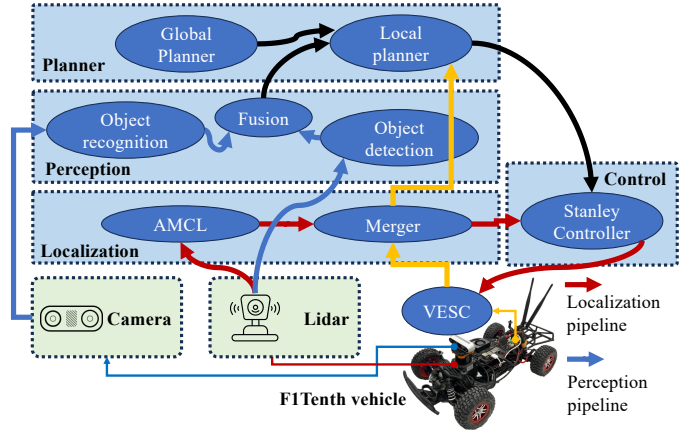 Global
Planner
Local
planner
Planner
Object
recognition
Fusion
Object
detection
Perception
Control
AMCL
Merger
Stanley
Controller
Localization
Camera
Lidar
VESC
Localization
pipeline
F1Tenth vehicle
Perception
pipeline